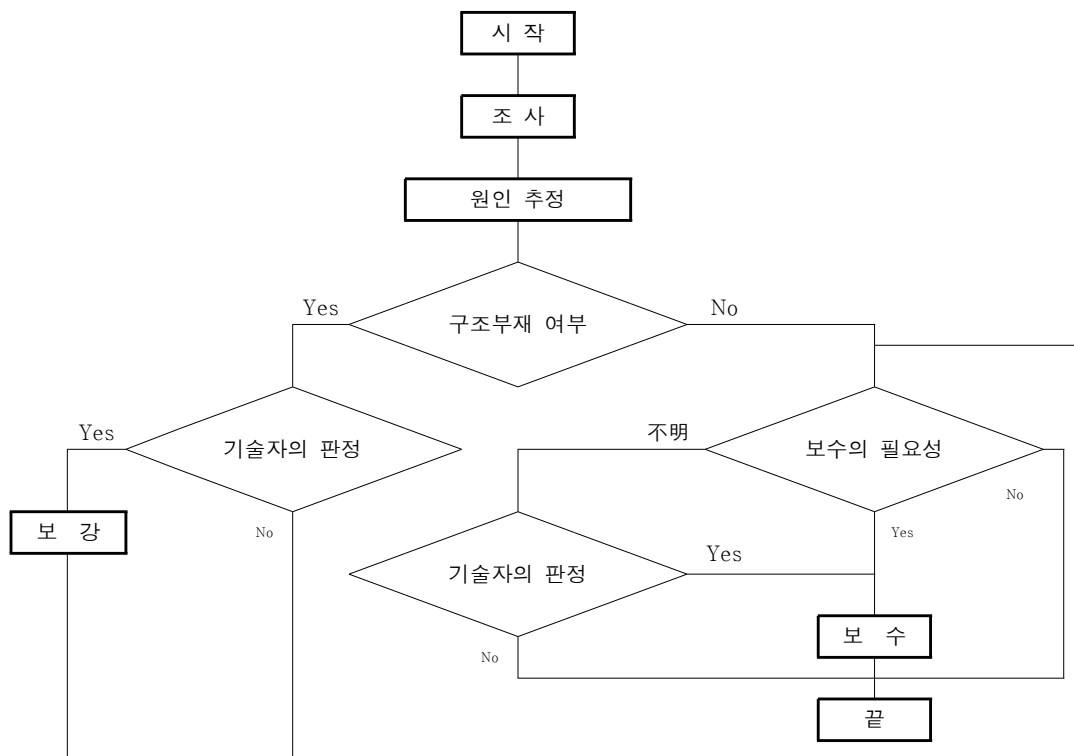 시 작
조 사
원인 추정
Yes
No
구조부재 여부
Yes
不明
기술자의 판정
보수의 필요성
No
보 강
No
Yes
Yes
기술자의 판정
보 수
No
끝